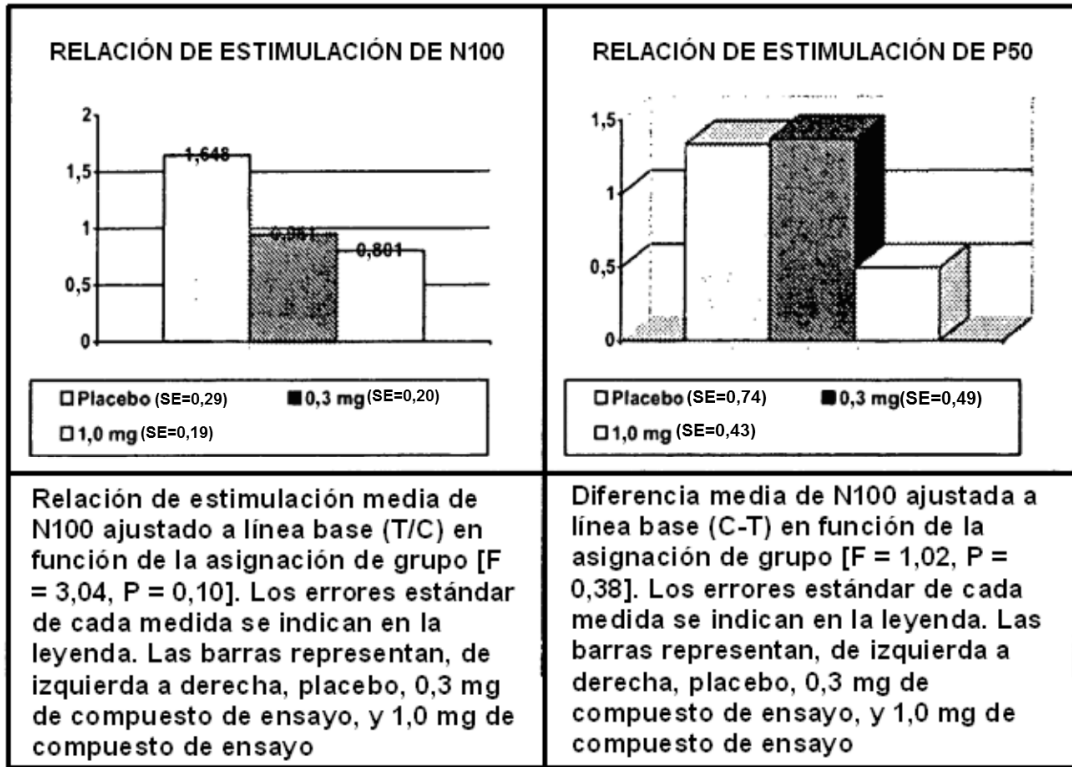 RELACIÓN DE ESTIMULACIÓN DE N100
2
1,648
1,5
1
0,801
0,5
0
□ Placebo (SE=0,29) ■ 0,3 mg (SE=0,20)
□ 1,0 mg (SE=0,19)
Relación de estimulación media de
N100 ajustado a línea base (T/C) en
función de la asignación de grupo [F
= 3,04, P = 0,10]. Los errores estándar
de cada medida se indican en la
leyenda. Las barras representan, de
izquierda a derecha, placebo, 0,3 mg
de compuesto de ensayo, y 1,0 mg de
compuesto de ensayo
RELACIÓN DE ESTIMULACIÓN DE P50
1,5
1
0,5
0
□ Placebo (SE=0,74) ■ 0,3 mg(SE=0,49)
□ 1,0 mg (SE=0,43)
Diferencia media de N100 ajustada a
línea base (C-T) en función de la
asignación de grupo [F = 1,02, P =
0,38]. Los errores estándar de cada
medida se indican en la leyenda. Las
barras representan, de izquierda a
derecha, placebo, 0,3 mg de
compuesto de ensayo, y 1,0 mg de
compuesto de ensayo